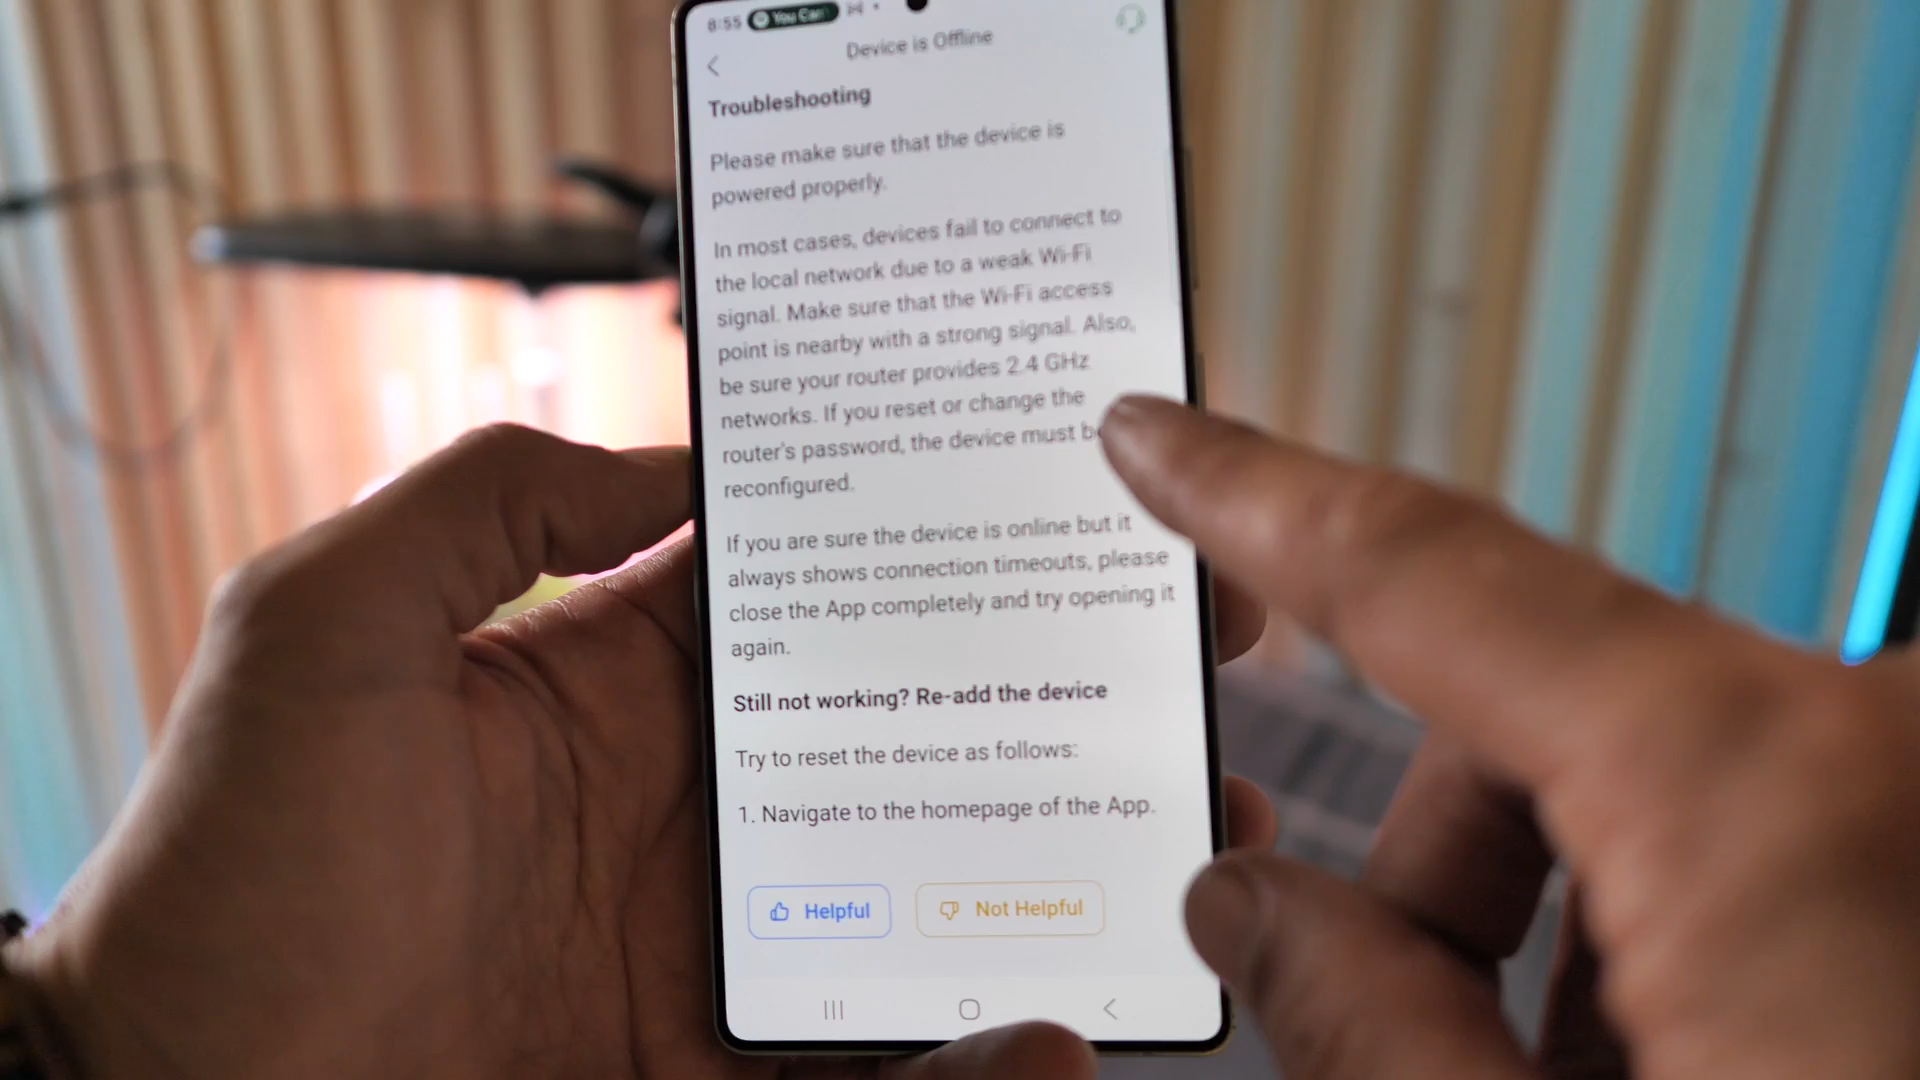 8:55 You Can
Device is Offline
Troubleshooting
Please make sure that the device is
powered properly.
In most cases, devices fail to connect to
the local network due to a weak Wi-Fi
signal. Make sure that the Wi-Fi access
point is nearby with a strong signal. Also,
be sure your router provides 2.4 GHz
networks. If you reset or change the
router's password, the device must be
reconfigured.
If you are sure the device is online but it
always shows connection timeouts, please
close the App completely and try opening it
again.
Still not working? Re-add the device
Try to reset the device as follows:
1. Navigate to the homepage of the App.
Helpful
Not Helpful